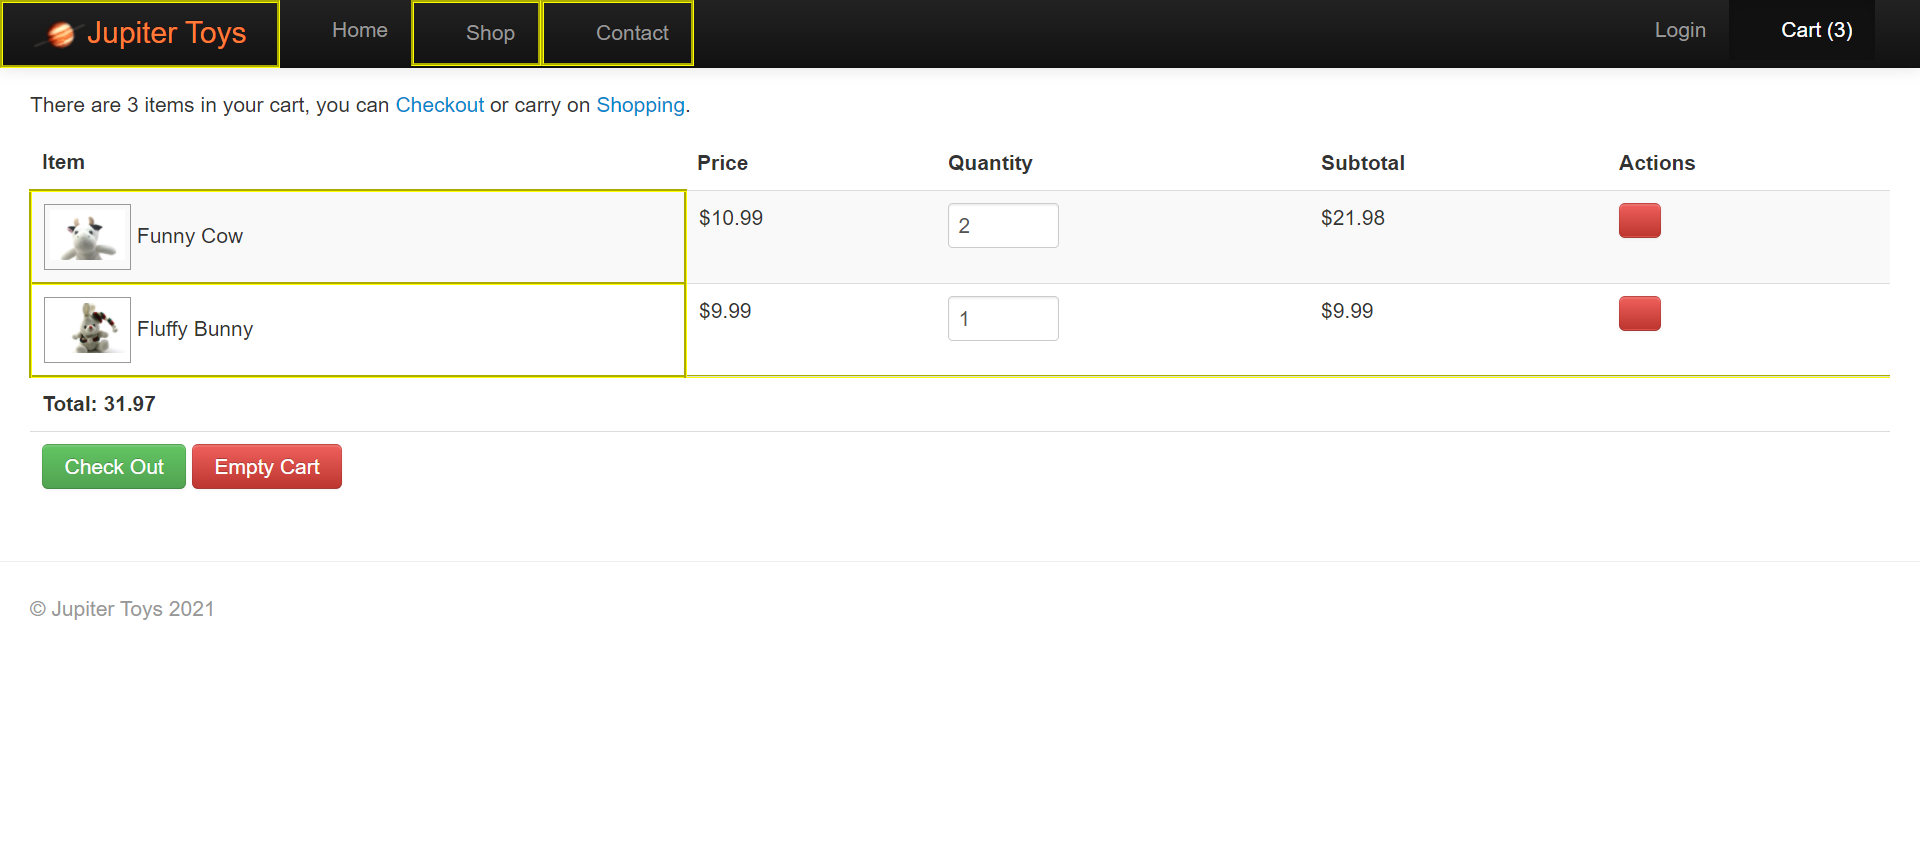 Jupiter Toys Home Shop Contact Login Cart (3)
There are 3 items in your cart, you can Checkout or carry on Shopping.
Item Price Quantity Subtotal Actions
Funny Cow $10.99 2 $21.98
Fluffy Bunny $9.99 1 $9.99
Total: 31.97
Check Out Empty Cart
© Jupiter Toys 2021